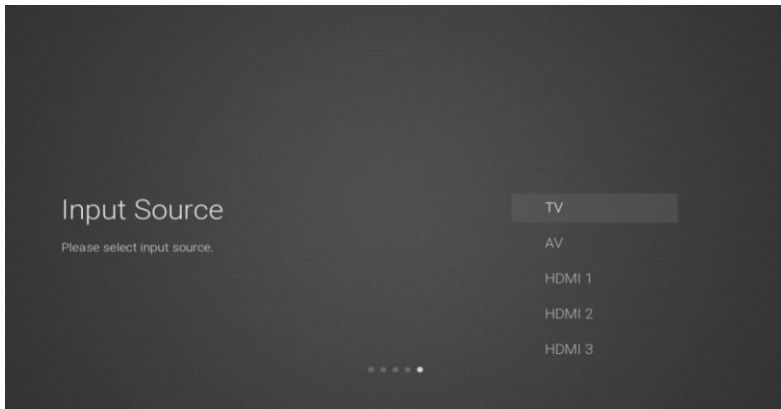 Input Source
Please select input source.
TV
AV
HDMI 1
HDMI 2
HDMI 3